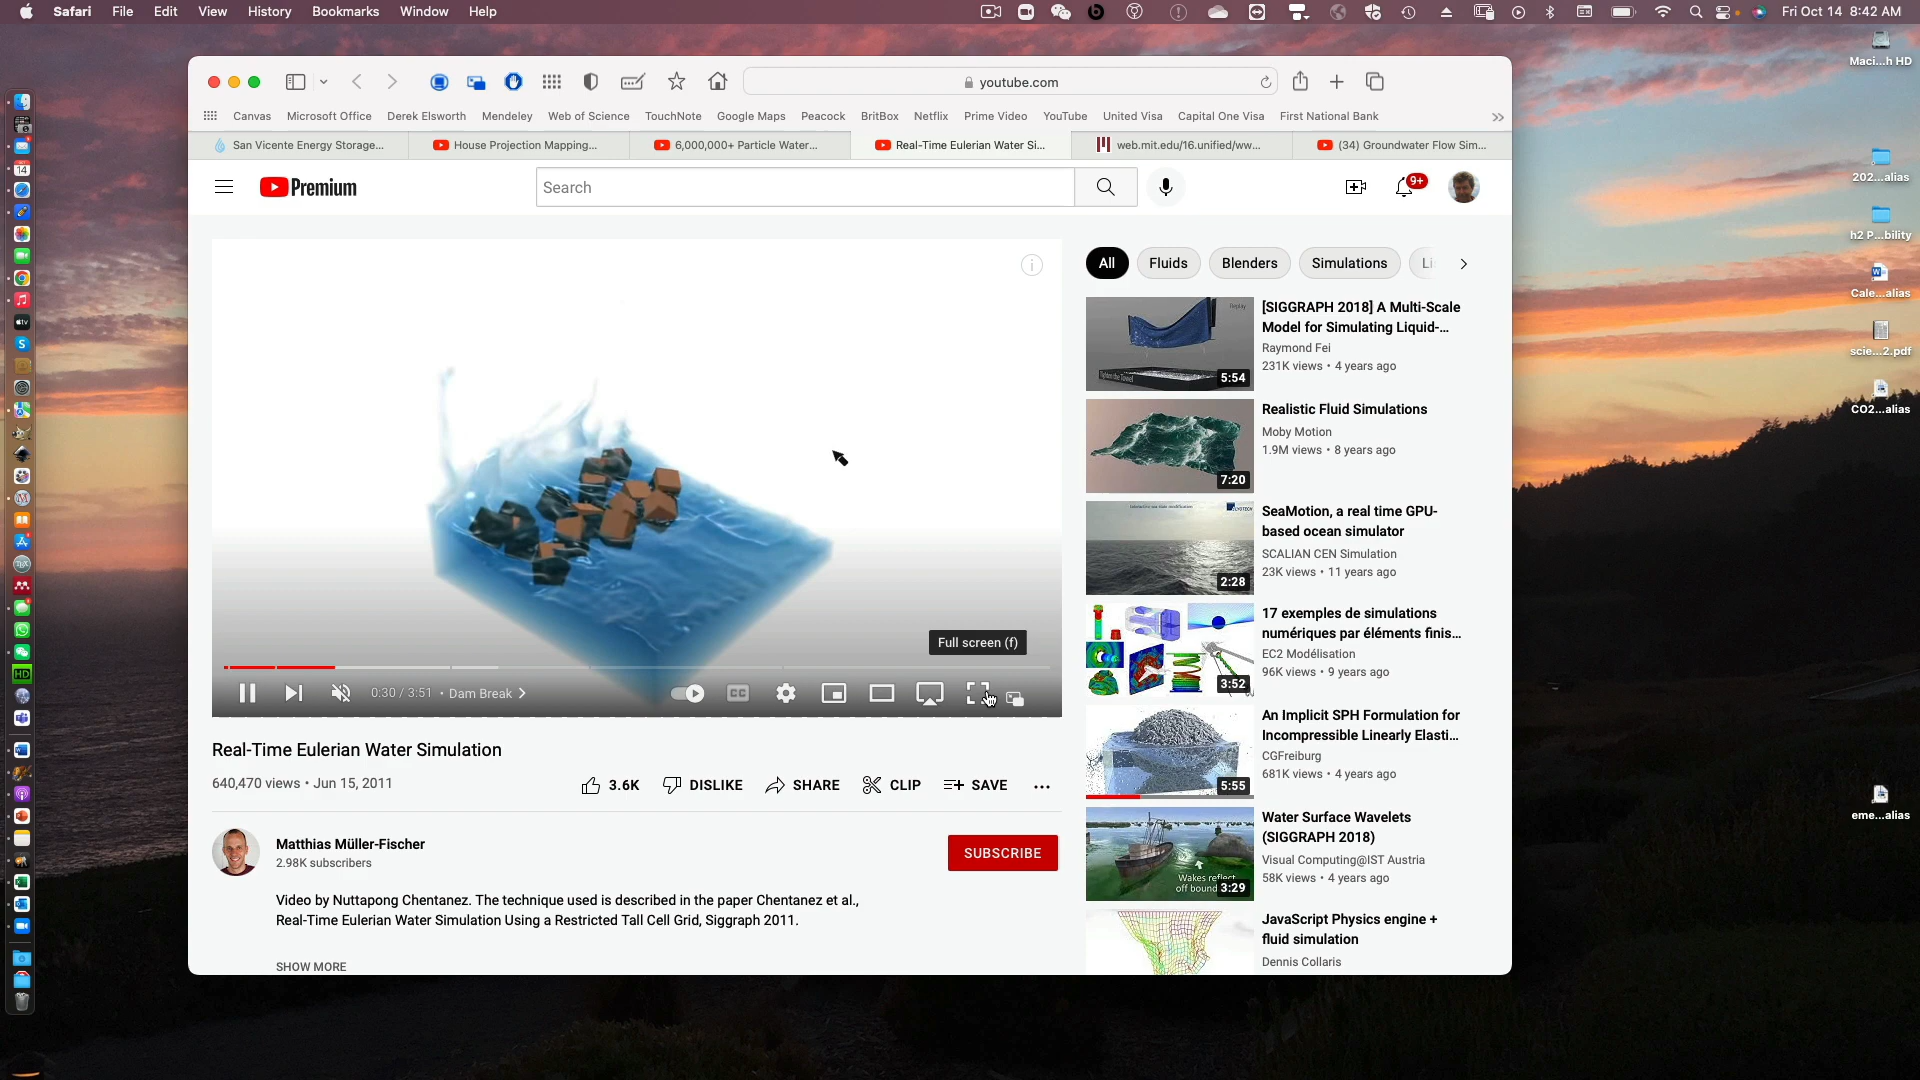 Safari File Edit View History Bookmarks Window Help
Fri Oct 14 8:42 AM
youtube.com
Canvas Microsoft Office Derek Elsworth Mendeley Web of Science TouchNote Google Maps Peacock BritBox Netflix Prime Video YouTube United Visa Capital One Visa First National Bank
San Vicente Energy Storage...
House Projection Mapping...
6,000,000+ Particle Water...
Real-Time Eulerian Water Si...
web.mit.edu/16.unified/ww...
(34) Groundwater Flow Sim...
Premium
Search
9+
Full screen (f)
0:30 / 3:51 • Dam Break
CC
Real-Time Eulerian Water Simulation
640,470 views • Jun 15, 2011
3.6K DISLIKE SHARE CLIP SAVE
Matthias Müller-Fischer
2.98K subscribers
SUBSCRIBE
Video by Nuttapong Chentanez. The technique used is described in the paper Chentanez et al.,
Real-Time Eulerian Water Simulation Using a Restricted Tall Cell Grid, Siggraph 2011.
SHOW MORE
All Fluids Blenders Simulations Li
Replay
5:54
[SIGGRAPH 2018] A Multi-Scale
Model for Simulating Liquid-...
Raymond Fei
231K views • 4 years ago
7:20
Realistic Fluid Simulations
Moby Motion
1.9M views • 8 years ago
2:28
SeaMotion, a real time GPU-
based ocean simulator
SCALIAN CEN Simulation
23K views • 11 years ago
3:52
17 exemples de simulations
numériques par éléments finis...
EC2 Modélisation
96K views • 9 years ago
5:55
An Implicit SPH Formulation for
Incompressible Linearly Elasti...
CGFreiburg
681K views • 4 years ago
Wakes reflect
off bound
3:29
Water Surface Wavelets
(SIGGRAPH 2018)
Visual Computing@IST Austria
58K views • 4 years ago
JavaScript Physics engine +
fluid simulation
Dennis Collaris
Maci...h HD
202...alias
h2 P...bility
Cale...alias
scie...2.pdf
CO2...alias
eme...alias